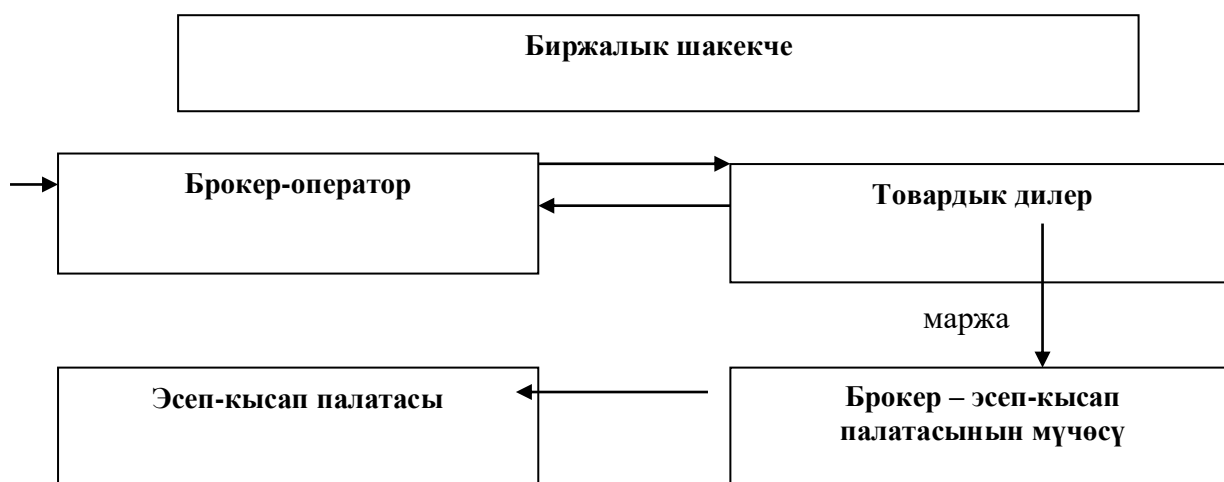 Биржалык шакекче
Брокер-оператор
Товардык дилер
маржа
Эсеп-кысап палатасы
Брокер – эсеп-кысап
палатасынын мүчөсү